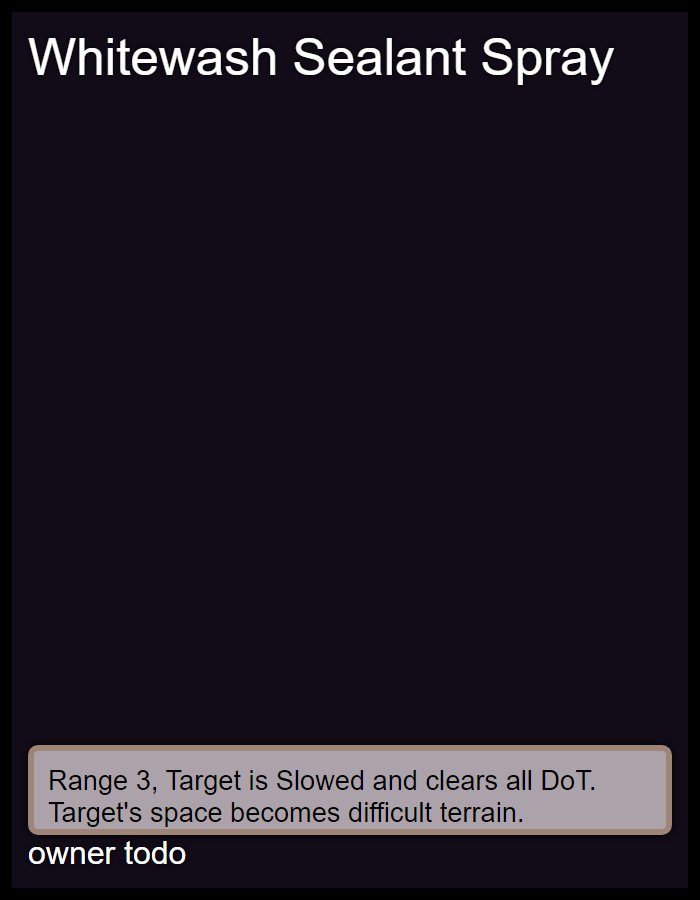 Whitewash Sealant Spray
Range 3, Target is Slowed and clears all DoT.
Target's space becomes difficult terrain.
owner todo